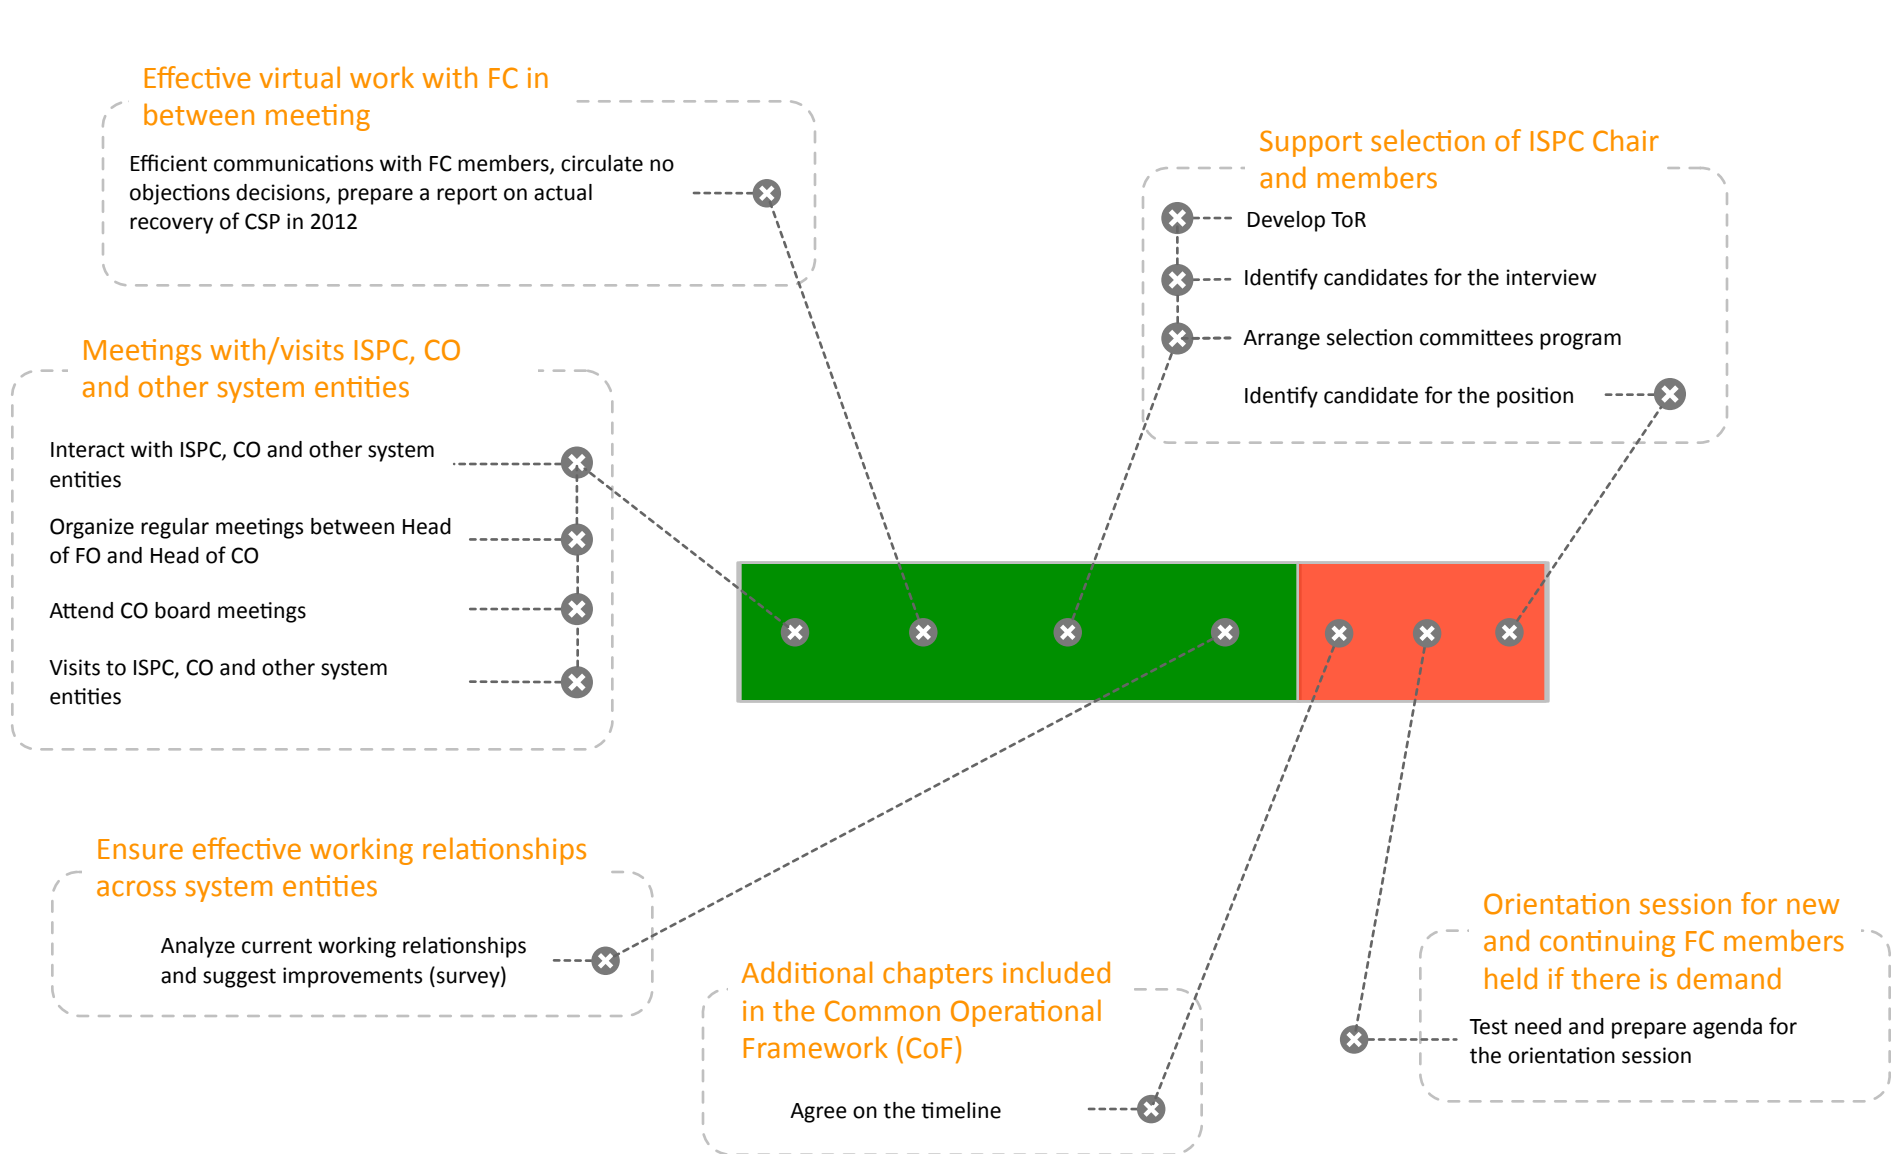 Effective virtual work with FC in
between meeting
Efficient communications with FC members, circulate no
objections decisions, prepare a report on actual
recovery of CSP in 2012
Support selection of ISPC Chair
and members
Develop ToR
Identify candidates for the interview
Arrange selection committees program
Identify candidate for the position
Meetings with/visits ISPC, CO
and other system entities
Interact with ISPC, CO and other system
entities
Organize regular meetings between Head
of FO and Head of CO
Attend CO board meetings
Visits to ISPC, CO and other system
entities
Ensure effective working relationships
across system entities
Analyze current working relationships
and suggest improvements (survey)
Additional chapters included
in the Common Operational
Framework (CoF)
Agree on the timeline
Orientation session for new
and continuing FC members
held if there is demand
Test need and prepare agenda for
the orientation session